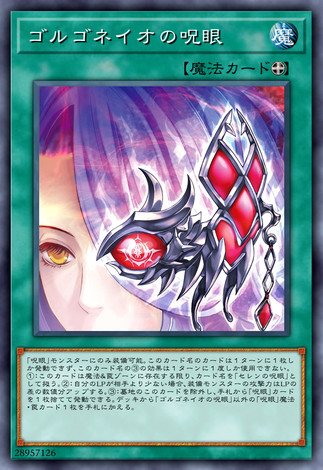 ゴルゴネイオの呪眼
魔
【魔法カード】
「呪眼」モンスターにのみ装備可能。このカード名のカードは1ターンに1枚し
か発動できず、このカード名の③の効果は1ターンに1度しか使用できない。
①:このカードは魔法&罠ゾーンに存在する限り、カード名を「セレンの呪眼」と
して扱う。②:自分のLPが相手より少ない場合、装備モンスターの攻撃力はLPの
差の数値分アップする。③:墓地のこのカードを除外し、手札から「呪眼」カード
を1枚捨てて発動できる。デッキから「ゴルゴネイオの呪眼」以外の「呪眼」魔法
・罠カード1枚を手札に加える。
28957126